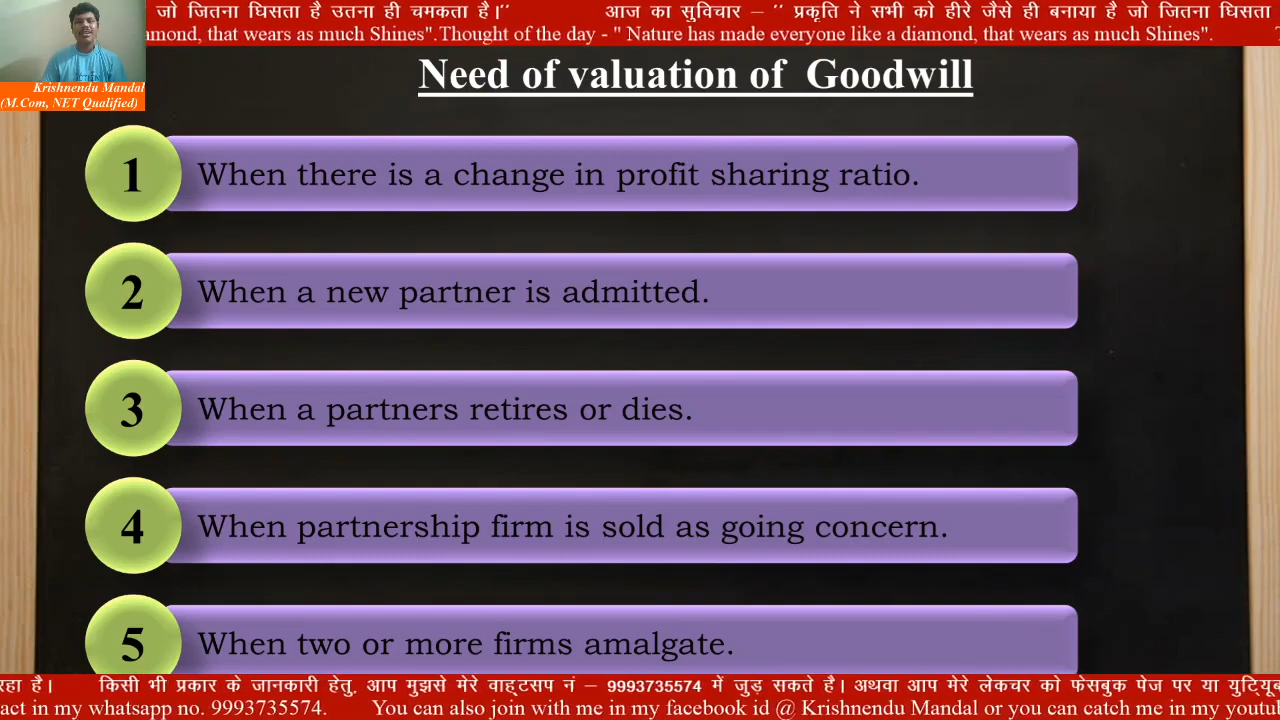 जो जितना घिसता है उतना ही चमकता है।'' आज का सुविचार – '' प्रकृति ने सभी को हीरे जैसे ही बनाया है जो जितना घिसता
amond, that wears as much Shines".Thought of the day - " Nature has made everyone like a diamond, that wears as much Shines".
Krishnendu Mandal
(M.Com, NET Qualified)
Need of valuation of Goodwill
1 When there is a change in profit sharing ratio.
2 When a new partner is admitted.
3 When a partners retires or dies.
4 When partnership firm is sold as going concern.
5 When two or more firms amalgate.
रहा है। किसी भी प्रकार के जानकारी हेतु. आप मुझसे मेरे वाह्टसप नं – 9993735574 में जुड़ सकते है। अथवा आप मेरे लेकचर को फेसबुक पेज पर या युटियूब
act in my whatsapp no. 9993735574. You can also join with me in my facebook id @ Krishnendu Mandal or you can catch me in my youtu